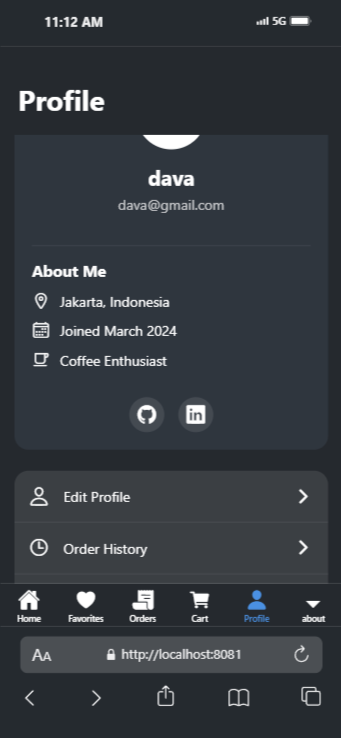 11:12 AM
5G
Profile
dava
dava@gmail.com
About Me
Jakarta, Indonesia
Joined March 2024
Coffee Enthusiast
in
Edit Profile
Order History
Home Favorites Orders Cart Profile about
AA http://localhost:8081